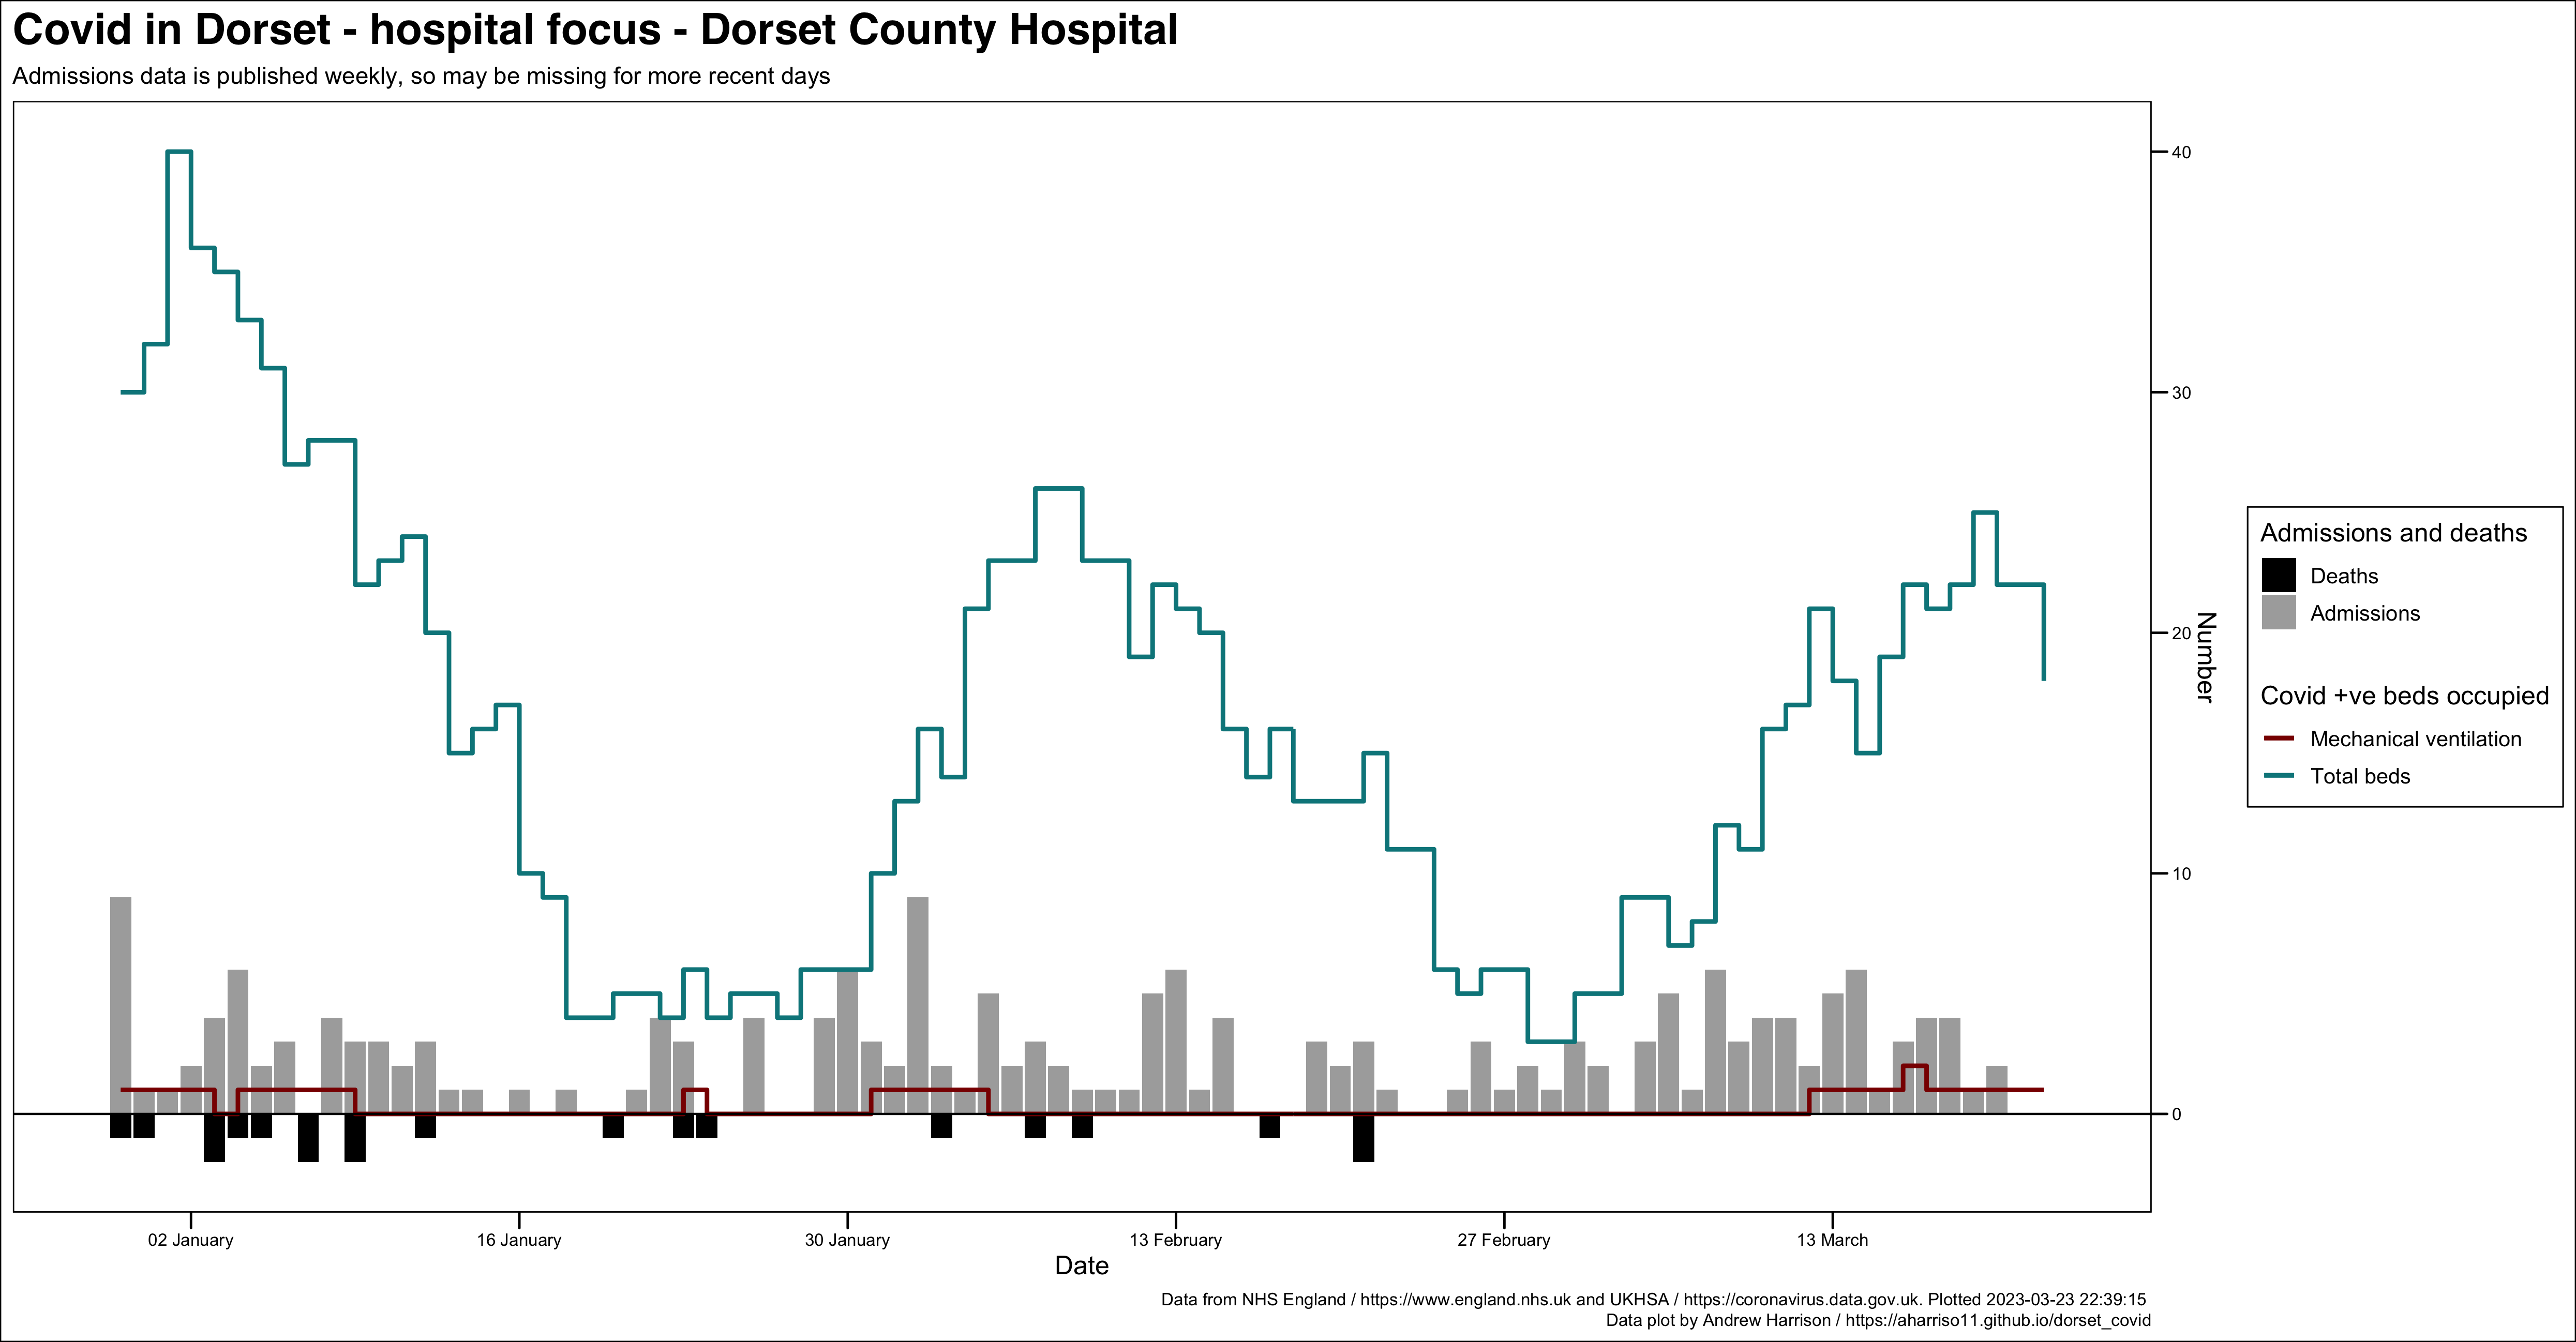 Covid in Dorset - hospital focus - Dorset County Hospital
Admissions data is published weekly, so may be missing for more recent days
40
30
20
10
0
Number
Admissions and deaths
Deaths
Admissions
Covid +ve beds occupied
Mechanical ventilation
Total beds
02 January
16 January
30 January
13 February
27 February
13 March
Date
Data from NHS England / https://www.england.nhs.uk and UKHSA / https://coronavirus.data.gov.uk. Plotted 2023-03-23 22:39:15
Data plot by Andrew Harrison / https://aharriso11.github.io/dorset_covid